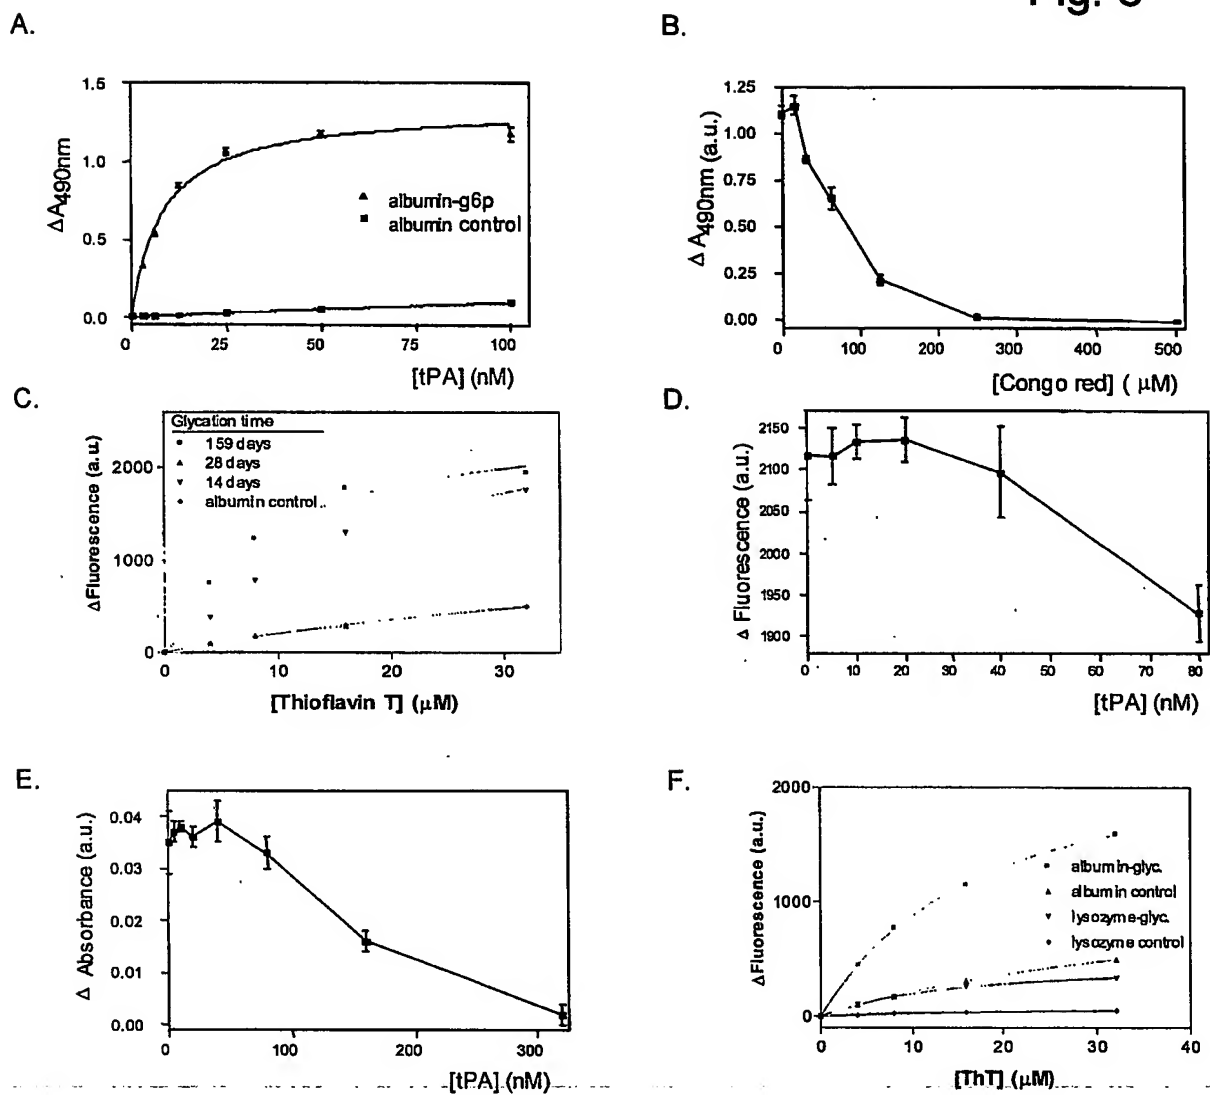 A.
B.
1.5
1.0
0.5
0.0
ΔA490nm
albumin-g6p
albumin control
0 25 50 75 100
[tPA] (nM)
1.25
1.00
0.75
0.50
0.25
0.00
Δ A490nm (a.u.)
0 100 200 300 400 500
[Congo red] ( μM)
C.
D.
Glycation time
159 days
28 days
14 days
albumin control
2000
1000
0
ΔFluorescence (a.u.)
0 10 20 30
[Thioflavin T] (μM)
2150
2100
2050
2000
1950
1900
Δ Fluorescence (a.u.)
0 10 20 30 40 50 60 70 80
[tPA] (nM)
E.
F.
0.04
0.03
0.02
0.01
0.00
Δ Absorbance (a.u.)
0 100 200 300
[tPA] (nM)
2000
1000
0
ΔFluorescence (a.u.)
albumin-glyc.
albumin control
lysozyme-glyc.
lysozyme control
0 10 20 30 40
[ThT] (μM)